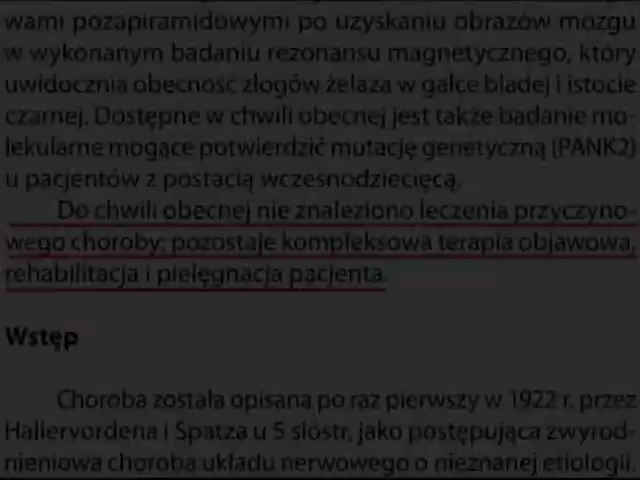 wami pozapiramidowymi po uzyskaniu obrazów mózgu
w wykonanym badaniu rezonansu magnetycznego, który
uwidocznia obecność złogów żelaza w gałce bladej i istocie
czarnej. Dostępne w chwili obecnej jest także badanie mo-
lekularne mogące potwierdzić mutację genetyczną (PANK2)
u pacjentów z postacią wczesnodziecięcą.
Do chwili obecnej nie znaleziono leczenia przyczyno-
wego choroby; pozostaje kompleksowa terapia objawowa,
rehabilitacja i pielęgnacja pacjenta.
Wstęp
Choroba została opisana po raz pierwszy w 1922 r. przez
Hallervordena i Spatza u 5 sióstr, jako postępująca zwyrod-
nieniowa choroba układu nerwowego o nieznanej etiologii.